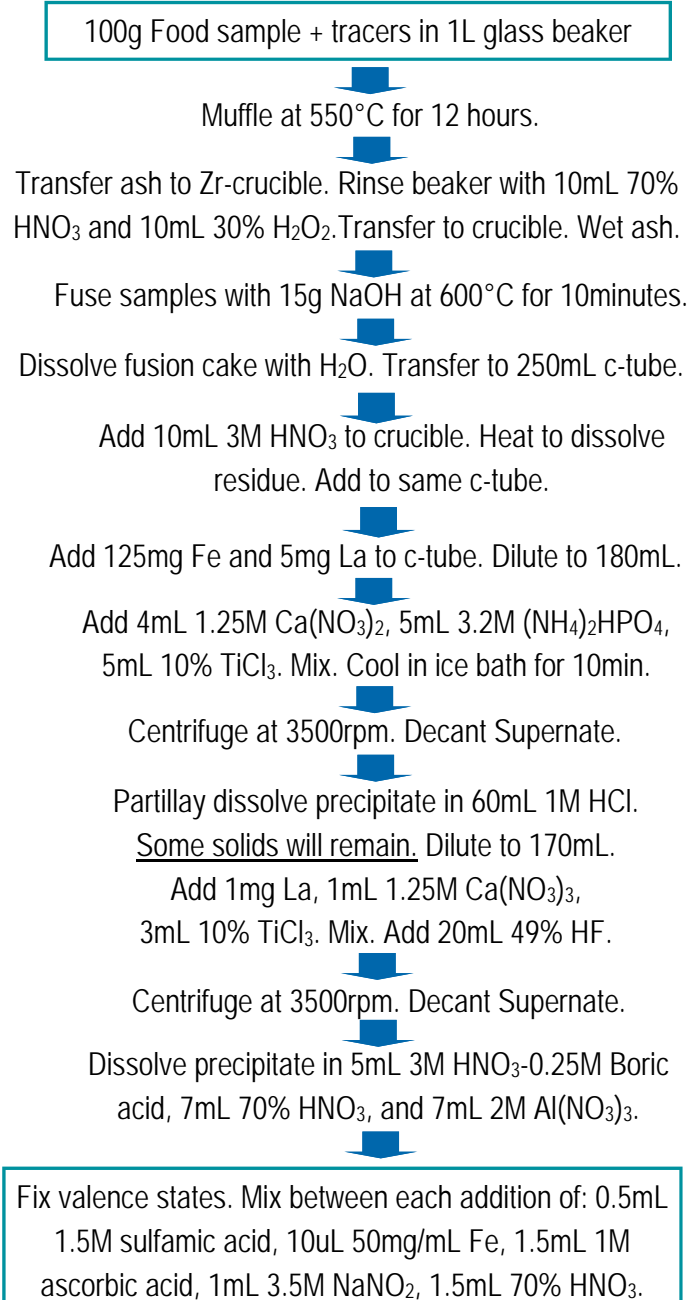 100g Food sample + tracers in 1L glass beaker
Muffle at 550°C for 12 hours.
Transfer ash to Zr-crucible. Rinse beaker with 10mL 70%
HNO₃ and 10mL 30% H₂O₂.Transfer to crucible. Wet ash.
Fuse samples with 15g NaOH at 600°C for 10minutes.
Dissolve fusion cake with H₂O. Transfer to 250mL c-tube.
Add 10mL 3M HNO₃ to crucible. Heat to dissolve
residue. Add to same c-tube.
Add 125mg Fe and 5mg La to c-tube. Dilute to 180mL.
Add 4mL 1.25M Ca(NO₃)₂, 5mL 3.2M (NH₄)₂HPO₄,
5mL 10% TiCl₃. Mix. Cool in ice bath for 10min.
Centrifuge at 3500rpm. Decant Supernate.
Partillay dissolve precipitate in 60mL 1M HCl.
Some solids will remain. Dilute to 170mL.
Add 1mg La, 1mL 1.25M Ca(NO₃)₃,
3mL 10% TiCl₃. Mix. Add 20mL 49% HF.
Centrifuge at 3500rpm. Decant Supernate.
Dissolve precipitate in 5mL 3M HNO₃-0.25M Boric
acid, 7mL 70% HNO₃, and 7mL 2M Al(NO₃)₃.
Fix valence states. Mix between each addition of: 0.5mL
1.5M sulfamic acid, 10uL 50mg/mL Fe, 1.5mL 1M
ascorbic acid, 1mL 3.5M NaNO₂, 1.5mL 70% HNO₃.